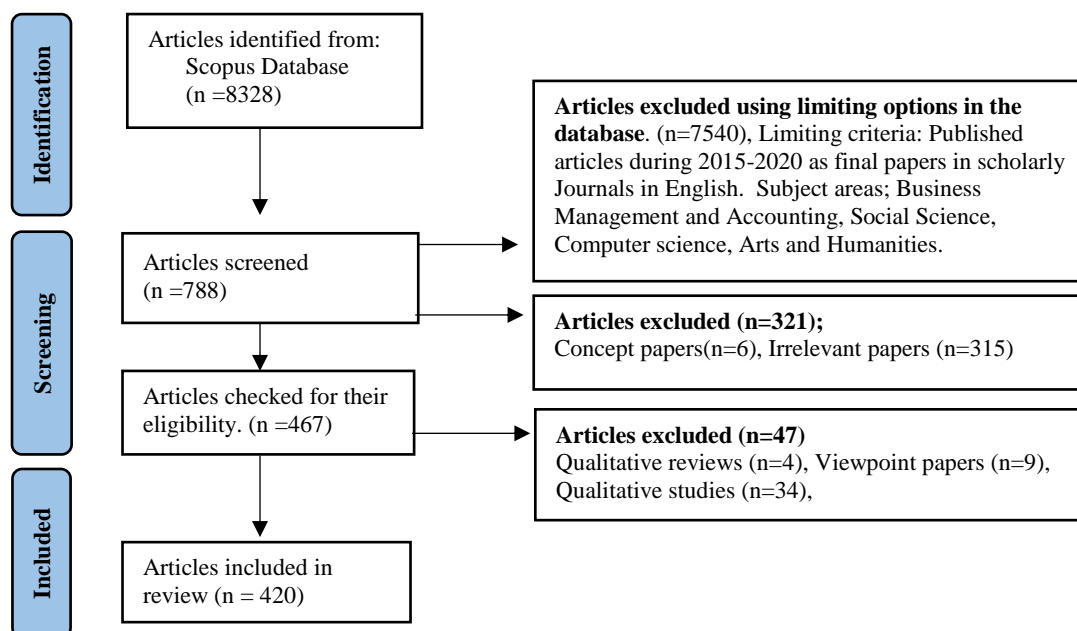 Identification
Articles identified from:
Scopus Database
(n =8328)
Articles excluded using limiting options in the
database. (n=7540), Limiting criteria: Published
articles during 2015-2020 as final papers in scholarly
Journals in English. Subject areas; Business
Management and Accounting, Social Science,
Computer science, Arts and Humanities.
Screening
Articles screened
(n =788)
Articles excluded (n=321);
Concept papers(n=6), Irrelevant papers (n=315)
Articles checked for their
eligibility. (n =467)
Articles excluded (n=47)
Qualitative reviews (n=4), Viewpoint papers (n=9),
Qualitative studies (n=34),
Included
Articles included in
review (n = 420)